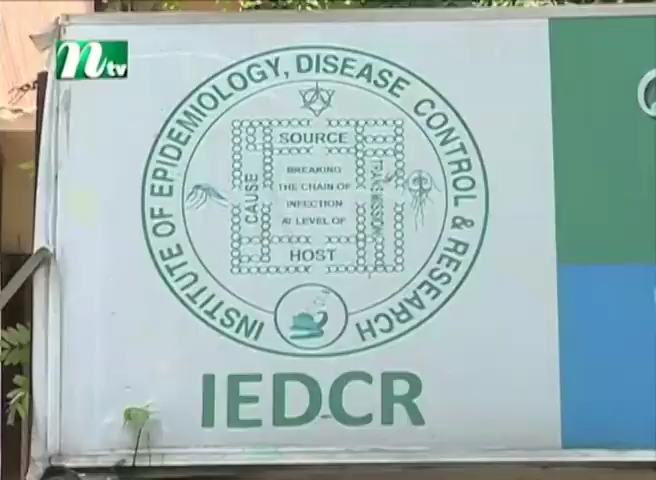 ntv
INSTITUTE OF EPIDEMIOLOGY, DISEASE CONTROL & RESEARCH
SOURCE
CAUSE
TRANSMISSION
BREAKING
THE CHAIN OF
INFECTION
At LEVEL OF
HOST
IEDCR